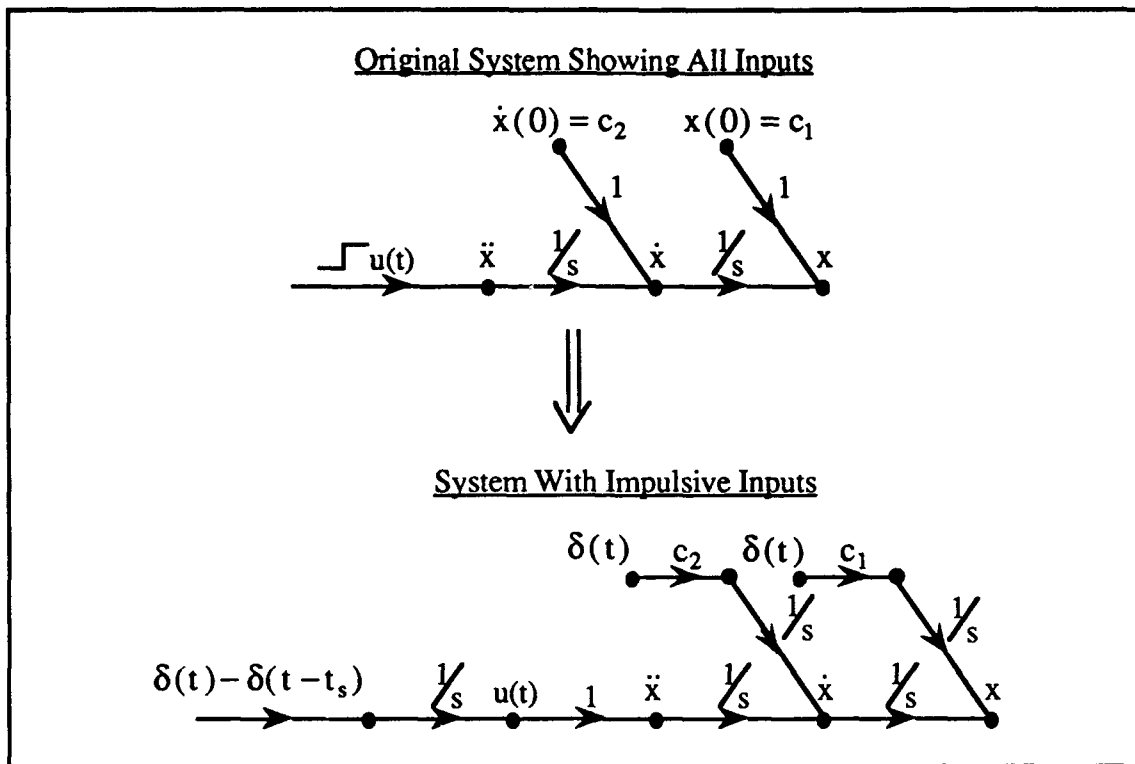 Original System Showing All Inputs
ẋ(0) = c₂ x(0) = c₁
1 1
u(t) ẍ 1/s ẋ 1/s x
System With Impulsive Inputs
δ(t) c₂ δ(t) c₁
1/s 1/s
δ(t)−δ(t−tₛ) 1/s u(t) 1 ẍ 1/s ẋ 1/s x